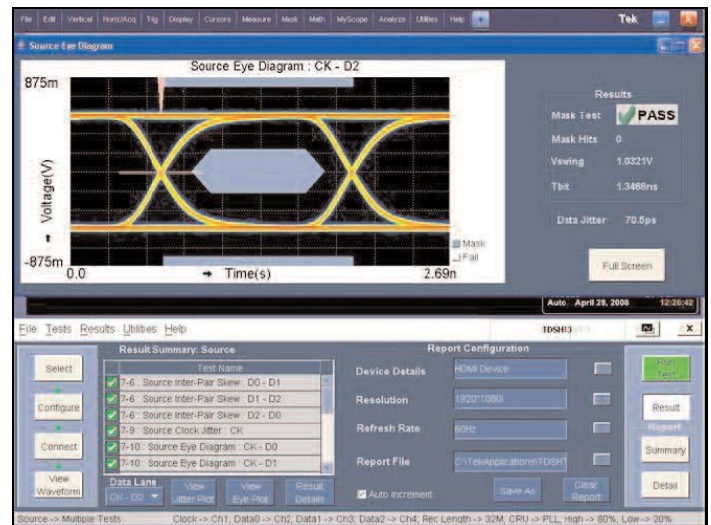 File Edit Vertical Horiz/Acq Trig Display Cursors Measure Mask Math MyScope Analyze Utilities Help Tek
Source Eye Diagram
Source Eye Diagram : CK - D2
875m
Voltage(V)
-875m
0.0
Time(s)
2.69n
Mask
Fail
Results
Mask Test PASS
Mask Hits 0
Vswing 1.0321V
Tbit 1.3468ns
Data Jitter 70.5ps
Full Screen
Auto April 28, 2008 12:26:42
File Tests Results Utilities Help
TDSHT3
X
Select
Configure
Connect
View Waveform
Result Summary: Source
Test Name
7-6 : Source Inter-Pair Skew : D0 - D1
7-6 : Source Inter-Pair Skew : D1 - D2
7-6 : Source Inter-Pair Skew : D2 - D0
7-9 : Source Clock Jitter : CK
7-10 : Source Eye Diagram : CK - D0
7-10 : Source Eye Diagram : CK - D1
Data Lane
CK - D2
View Jitter Plot
View Eye Plot
Result Details
Report Configuration
Device Details HDMI Device
Resolution 1920*1080i
Refresh Rate 60Hz
Report File C:\TekApplications\TDSHT
Auto Increment
Save As
Clear Report
Run Test
Result
Report
Summary
Detail
Source -> Multiple Tests
Clock -> Ch1, Data0 -> Ch2, Data1 -> Ch3, Data2 -> Ch4, Rec Length -> 32M, CRU -> PLL, High -> 80%, Low -> 20%